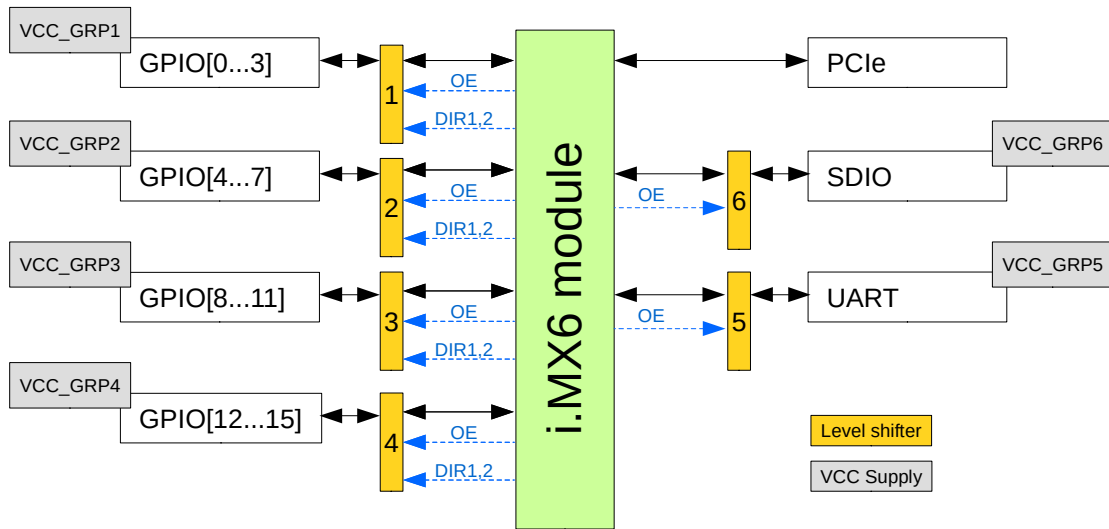 VCC_GRP1
GPIO[0...3]
1
OE
DIR1,2
VCC_GRP2
GPIO[4...7]
2
OE
DIR1,2
VCC_GRP3
GPIO[8...11]
3
OE
DIR1,2
VCC_GRP4
GPIO[12...15]
4
OE
DIR1,2
i.MX6 module
PCIe
VCC_GRP6
SDIO
6
OE
VCC_GRP5
UART
5
OE
Level shifter
VCC Supply